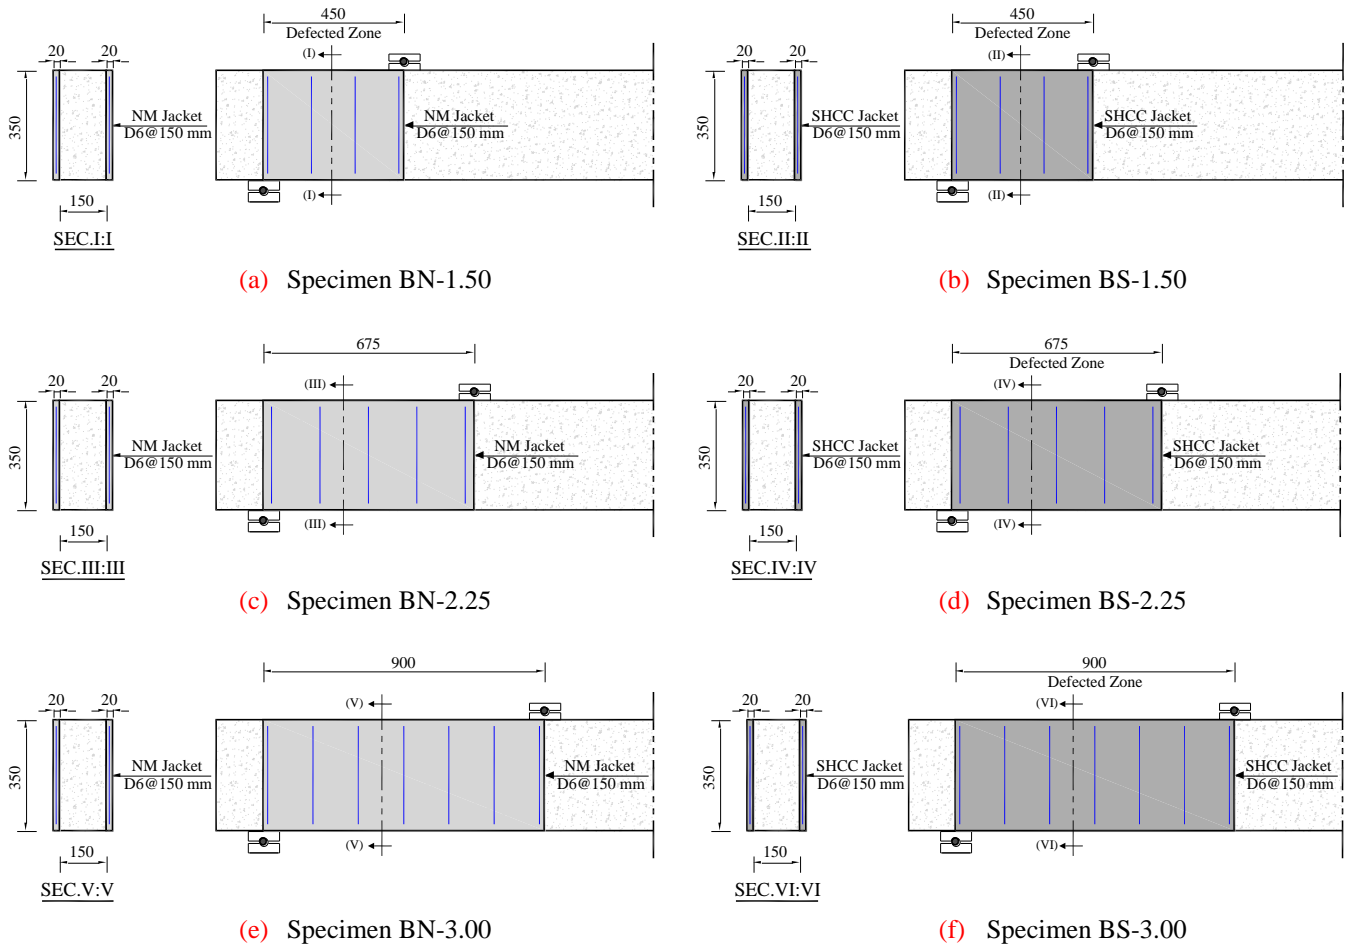 450
Defected Zone
(I)
20 20
350
NM Jacket
D6@150 mm
NM Jacket
D6@150 mm
(I)
150
SEC.I:I
(a) Specimen BN-1.50
450
Defected Zone
(II)
20 20
350
SHCC Jacket
D6@150 mm
SHCC Jacket
D6@150 mm
(II)
150
SEC.II:II
(b) Specimen BS-1.50
675
(III)
20 20
350
NM Jacket
D6@150 mm
NM Jacket
D6@150 mm
(III)
150
SEC.III:III
(c) Specimen BN-2.25
675
Defected Zone
(IV)
20 20
350
SHCC Jacket
D6@150 mm
SHCC Jacket
D6@150 mm
(IV)
150
SEC.IV:IV
(d) Specimen BS-2.25
900
(V)
20 20
350
NM Jacket
D6@150 mm
NM Jacket
D6@150 mm
(V)
150
SEC.V:V
(e) Specimen BN-3.00
900
Defected Zone
(VI)
20 20
350
SHCC Jacket
D6@150 mm
SHCC Jacket
D6@150 mm
(VI)
150
SEC.VI:VI
(f) Specimen BS-3.00